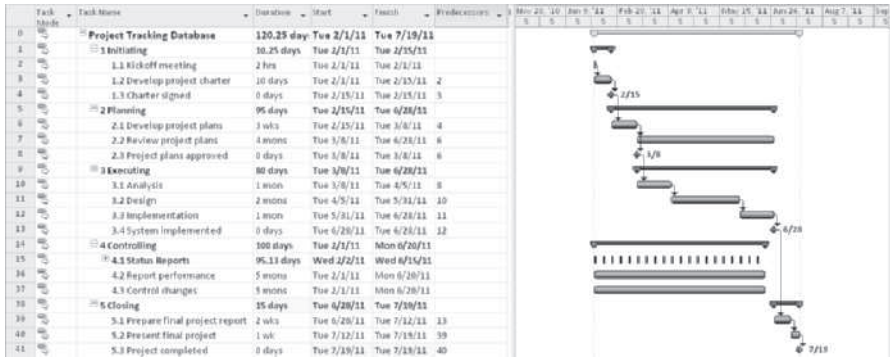 Task Mode Task Name Duration Start Finish Predecessors Nov 28, '10 Jan 9, '11 Feb 20, '11 Apr 3, '11 May 15, '11 Jun 26, '11 Aug 7, '11 Sep
S S S S S S S S S S S S S
0 Project Tracking Database 120.25 day Tue 2/1/11 Tue 7/19/11
1 1 Initiating 10.25 days Tue 2/1/11 Tue 2/15/11
2 1.1 Kickoff meeting 2 hrs Tue 2/1/11 Tue 2/1/11
3 1.2 Develop project charter 10 days Tue 2/1/11 Tue 2/15/11 2
4 1.3 Charter signed 0 days Tue 2/15/11 Tue 2/15/11 3 2/15
5 2 Planning 95 days Tue 2/15/11 Tue 6/28/11
6 2.1 Develop project plans 3 wks Tue 2/15/11 Tue 3/8/11 4
7 2.2 Review project plans 4 mons Tue 3/8/11 Tue 6/28/11 6
8 2.3 Project plans approved 0 days Tue 3/8/11 Tue 3/8/11 6 3/8
9 3 Executing 80 days Tue 3/8/11 Tue 6/28/11
10 3.1 Analysis 1 mon Tue 3/8/11 Tue 4/5/11 8
11 3.2 Design 2 mons Tue 4/5/11 Tue 5/31/11 10
12 3.3 Implementation 1 mon Tue 5/31/11 Tue 6/28/11 11
13 3.4 System implemented 0 days Tue 6/28/11 Tue 6/28/11 12 6/28
14 4 Controlling 100 days Tue 2/1/11 Mon 6/20/11
15 4.1 Status Reports 95.13 days Wed 2/2/11 Wed 6/15/11
36 4.2 Report performance 5 mons Tue 2/1/11 Mon 6/20/11
37 4.3 Control changes 5 mons Tue 2/1/11 Mon 6/20/11
38 5 Closing 15 days Tue 6/28/11 Tue 7/19/11
39 5.1 Prepare final project report 2 wks Tue 6/28/11 Tue 7/12/11 13
40 5.2 Present final project 1 wk Tue 7/12/11 Tue 7/19/11 39
41 5.3 Project completed 0 days Tue 7/19/11 Tue 7/19/11 40 7/19